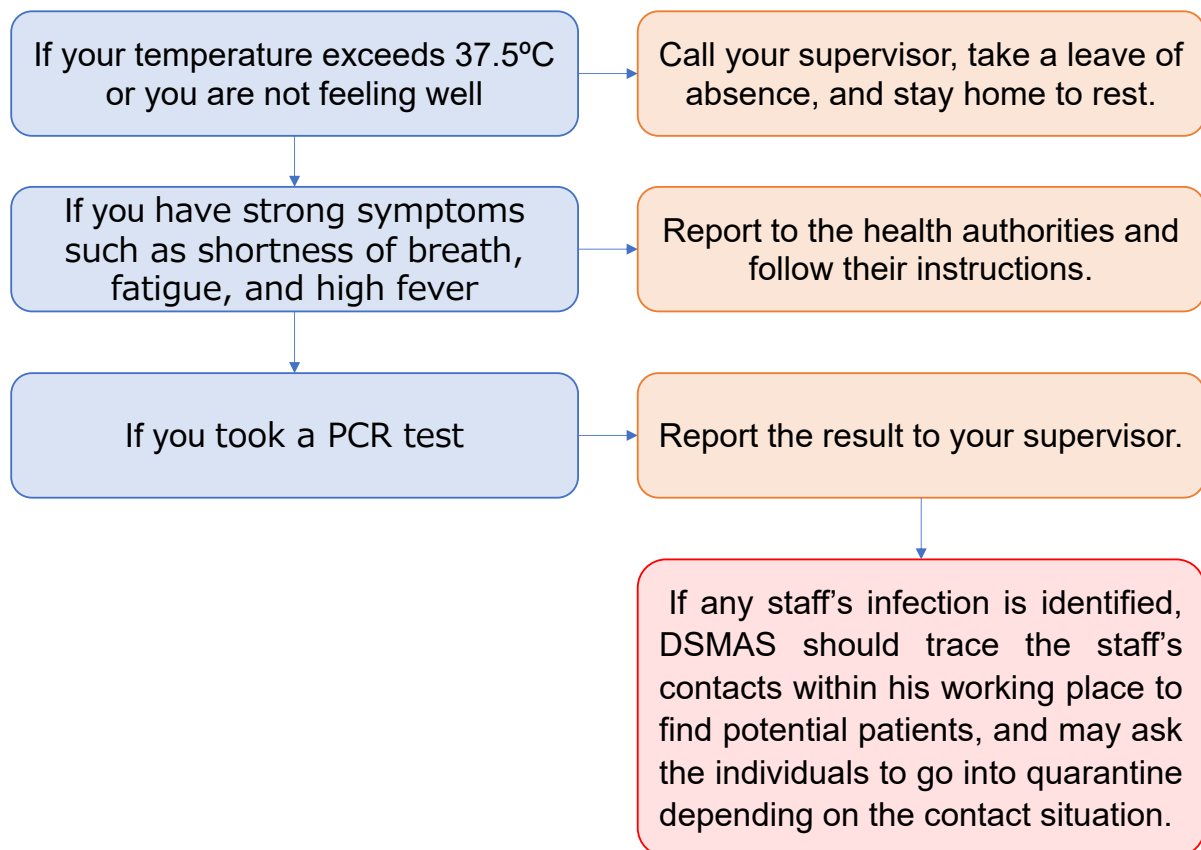 If your temperature exceeds 37.5ºC
or you are not feeling well
Call your supervisor, take a leave of
absence, and stay home to rest.
If you have strong symptoms
such as shortness of breath,
fatigue, and high fever
Report to the health authorities and
follow their instructions.
If you took a PCR test
Report the result to your supervisor.
If any staff’s infection is identified,
DSMAS should trace the staff’s
contacts within his working place to
find potential patients, and may ask
the individuals to go into quarantine
depending on the contact situation.